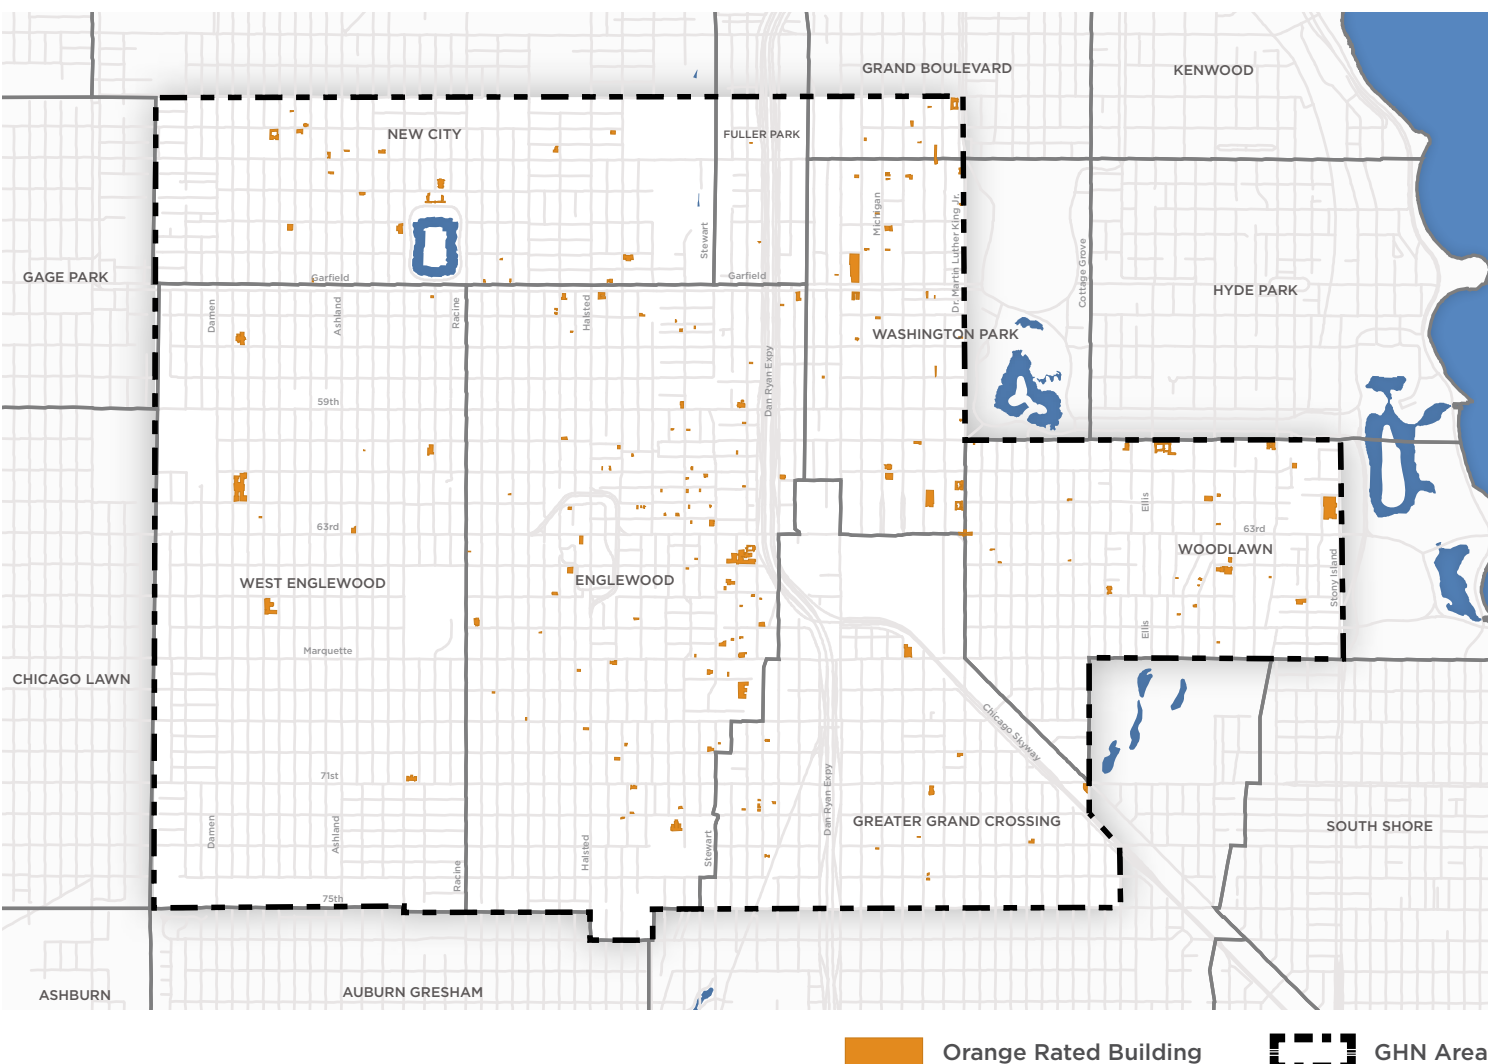 GRAND BOULEVARD
KENWOOD
NEW CITY
FULLER PARK
Michigan
Dr. Martin Luther King Jr.
Stewart
Cottage Grove
GAGE PARK
Garfield
Garfield
HYDE PARK
Damen
Ashland
Racine
Halsted
WASHINGTON PARK
Dan Ryan Expy
59th
Ellis
63rd
63rd
WOODLAWN
WEST ENGLEWOOD
ENGLEWOOD
Stony Island
Ellis
Marquette
CHICAGO LAWN
Chicago Skyway
71st
Dan Ryan Expy
GREATER GRAND CROSSING
SOUTH SHORE
Damen
Ashland
Halsted
Stewart
Racine
75th
AUBURN GRESHAM
ASHBURN
Orange Rated Building
GHN Area